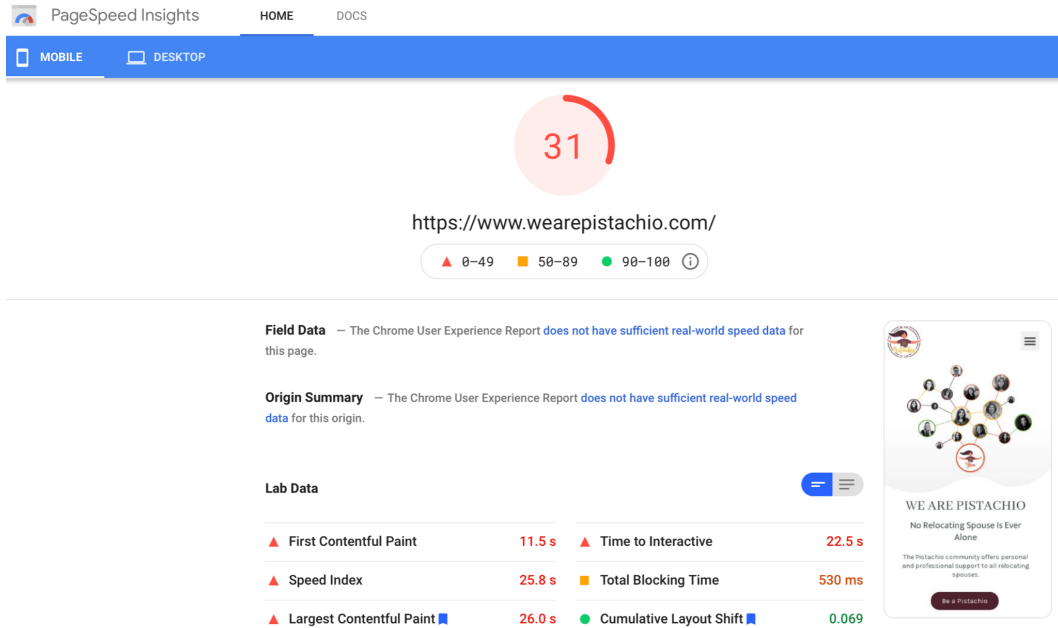 PageSpeed Insights HOME DOCS
MOBILE DESKTOP
31
https://www.wearepistachio.com/
0–49 50–89 90–100
Field Data — The Chrome User Experience Report does not have sufficient real-world speed data for
this page.
Origin Summary — The Chrome User Experience Report does not have sufficient real-world speed
data for this origin.
Lab Data
First Contentful Paint 11.5 s
Time to Interactive 22.5 s
Speed Index 25.8 s
Total Blocking Time 530 ms
Largest Contentful Paint 26.0 s
Cumulative Layout Shift 0.069
WE ARE PISTACHIO
No Relocating Spouse Is Ever
Alone
The Pistachio community offers personal
and professional support to all relocating
spouses.
Be a Pistachio